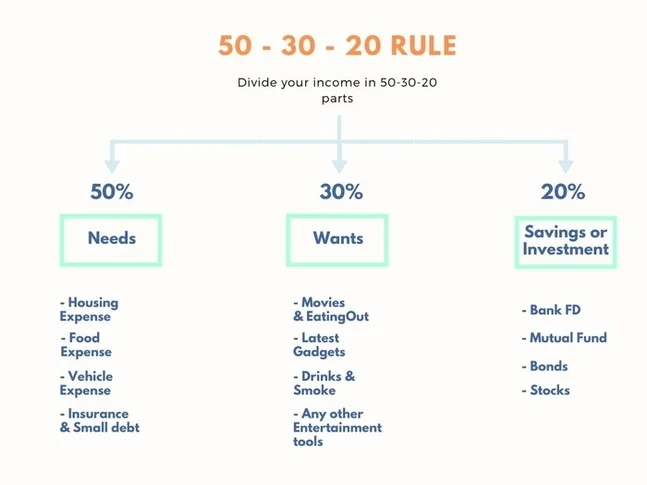 50 - 30 - 20 RULE
Divide your income in 50-30-20
parts
50%
Needs
- Housing
Expense
- Food
Expense
- Vehicle
Expense
- Insurance
& Small debt
30%
Wants
- Movies
& EatingOut
- Latest
Gadgets
- Drinks &
Smoke
- Any other
Entertainment
tools
20%
Savings or
Investment
- Bank FD
- Mutual Fund
- Bonds
- Stocks